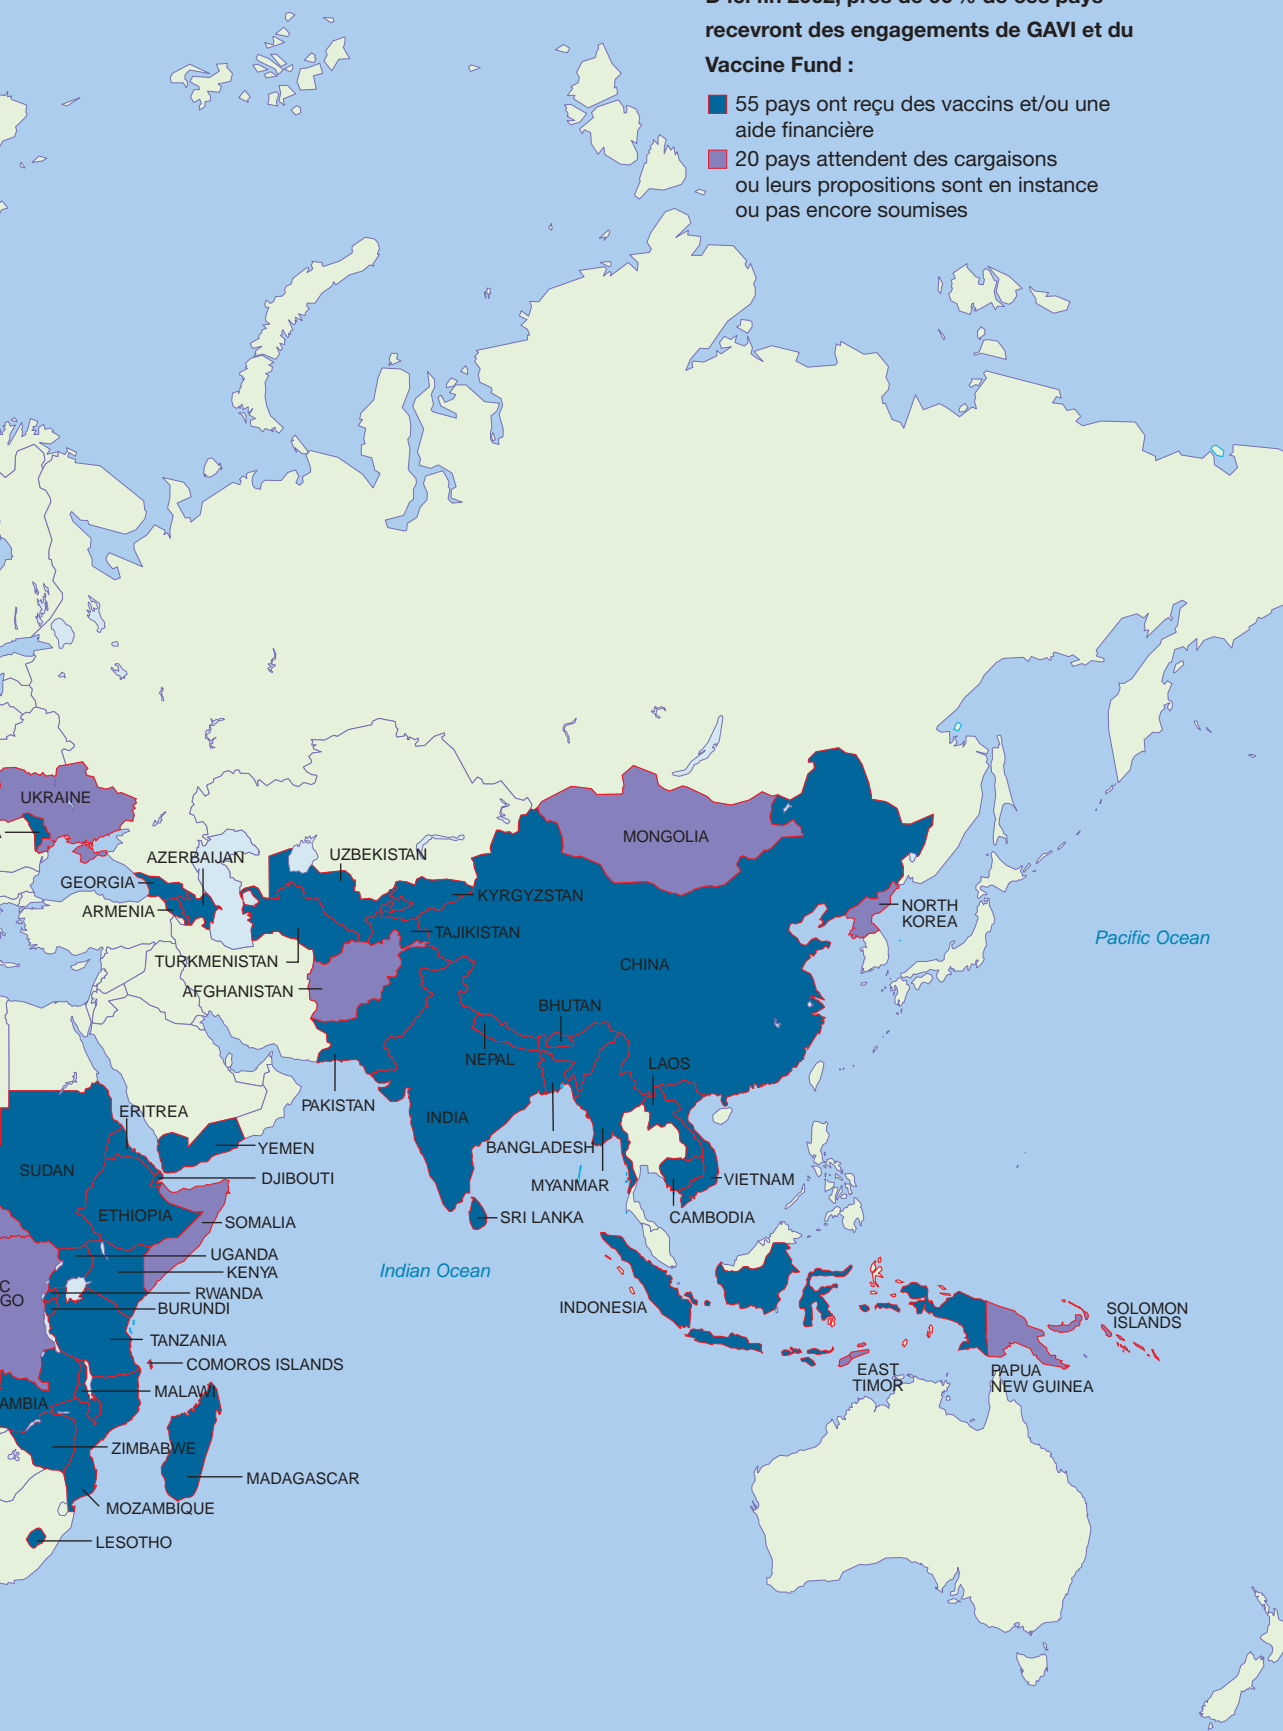 recevront des engagements de GAVI et du
Vaccine Fund :
55 pays ont reçu des vaccins et/ou une
aide financière
20 pays attendent des cargaisons
ou leurs propositions sont en instance
ou pas encore soumises
UKRAINE
MONGOLIA
AZERBAIJAN
UZBEKISTAN
GEORGIA
KYRGYZSTAN
ARMENIA
NORTH
KOREA
TAJIKISTAN
Pacific Ocean
TURKMENISTAN
CHINA
AFGHANISTAN
BHUTAN
NEPAL
LAOS
PAKISTAN
ERITREA
INDIA
YEMEN
BANGLADESH
SUDAN
DJIBOUTI
MYANMAR
VIETNAM
ETHIOPIA
SOMALIA
SRI LANKA
CAMBODIA
UGANDA
Indian Ocean
KENYA
C
GO
RWANDA
BURUNDI
INDONESIA
SOLOMON
ISLANDS
TANZANIA
COMOROS ISLANDS
EAST
TIMOR
PAPUA
NEW GUINEA
MALAWI
AMBIA
ZIMBABWE
MADAGASCAR
MOZAMBIQUE
LESOTHO